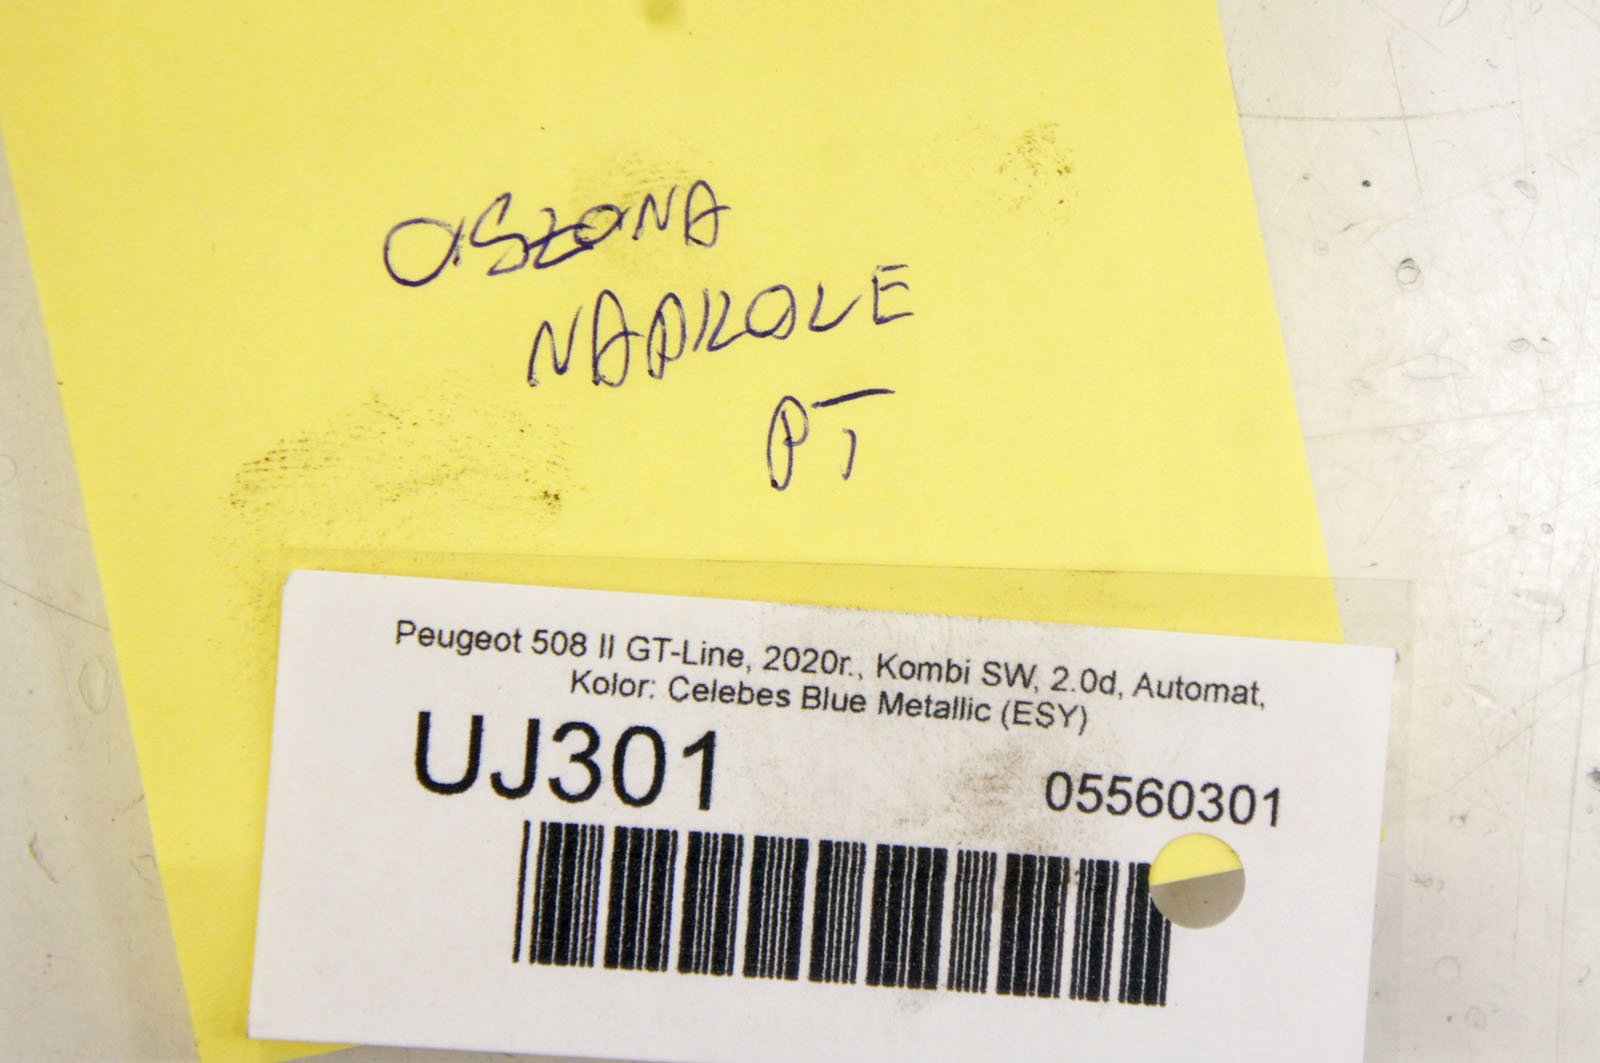 OSZONA
NADKOLE
PT
Peugeot 508 II GT-Line, 2020r., Kombi SW, 2.0d, Automat,
Kolor: Celebes Blue Metallic (ESY)
UJ301
05560301